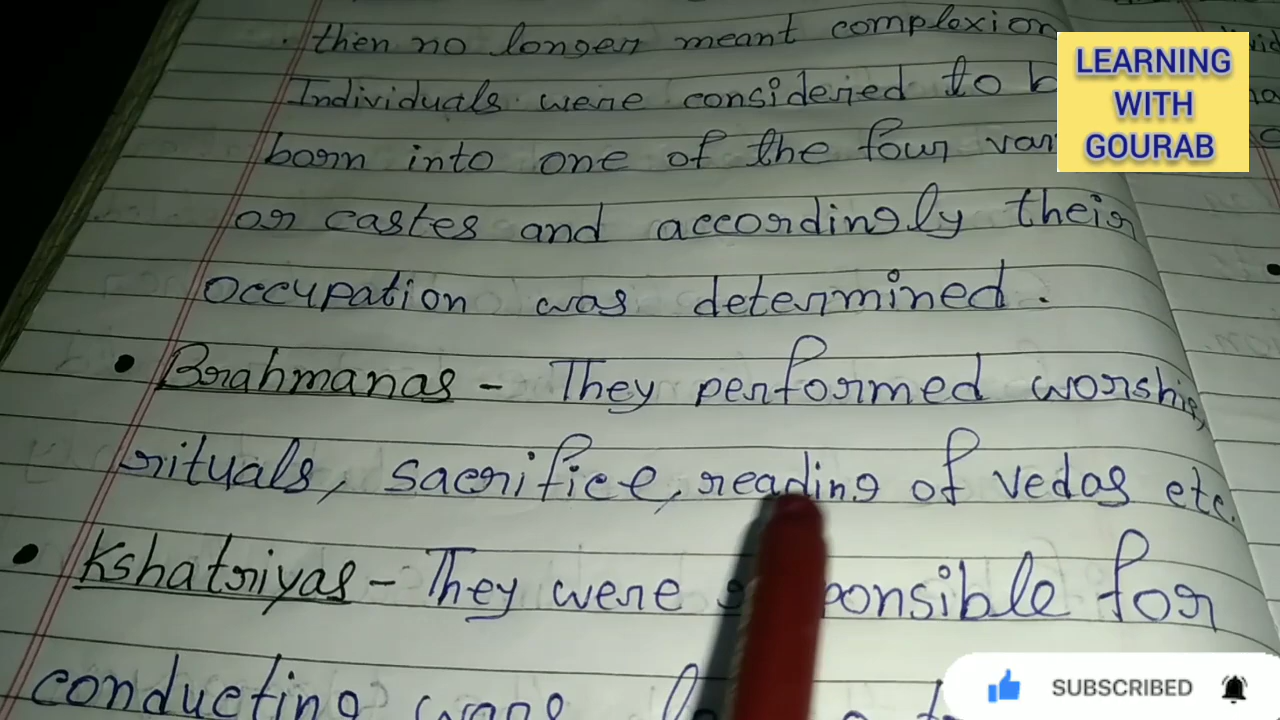 then no longer meant complexion
Individuals were considered to b
born into one of the four var
or castes and accordingly their
occupation was determined.
• Brahmanas - They performed worship,
rituals, sacrifice, reading of vedas etc.
• Kshatriyas - They were ponsible for
conducting wars
LEARNING
WITH
GOURAB
SUBSCRIBED